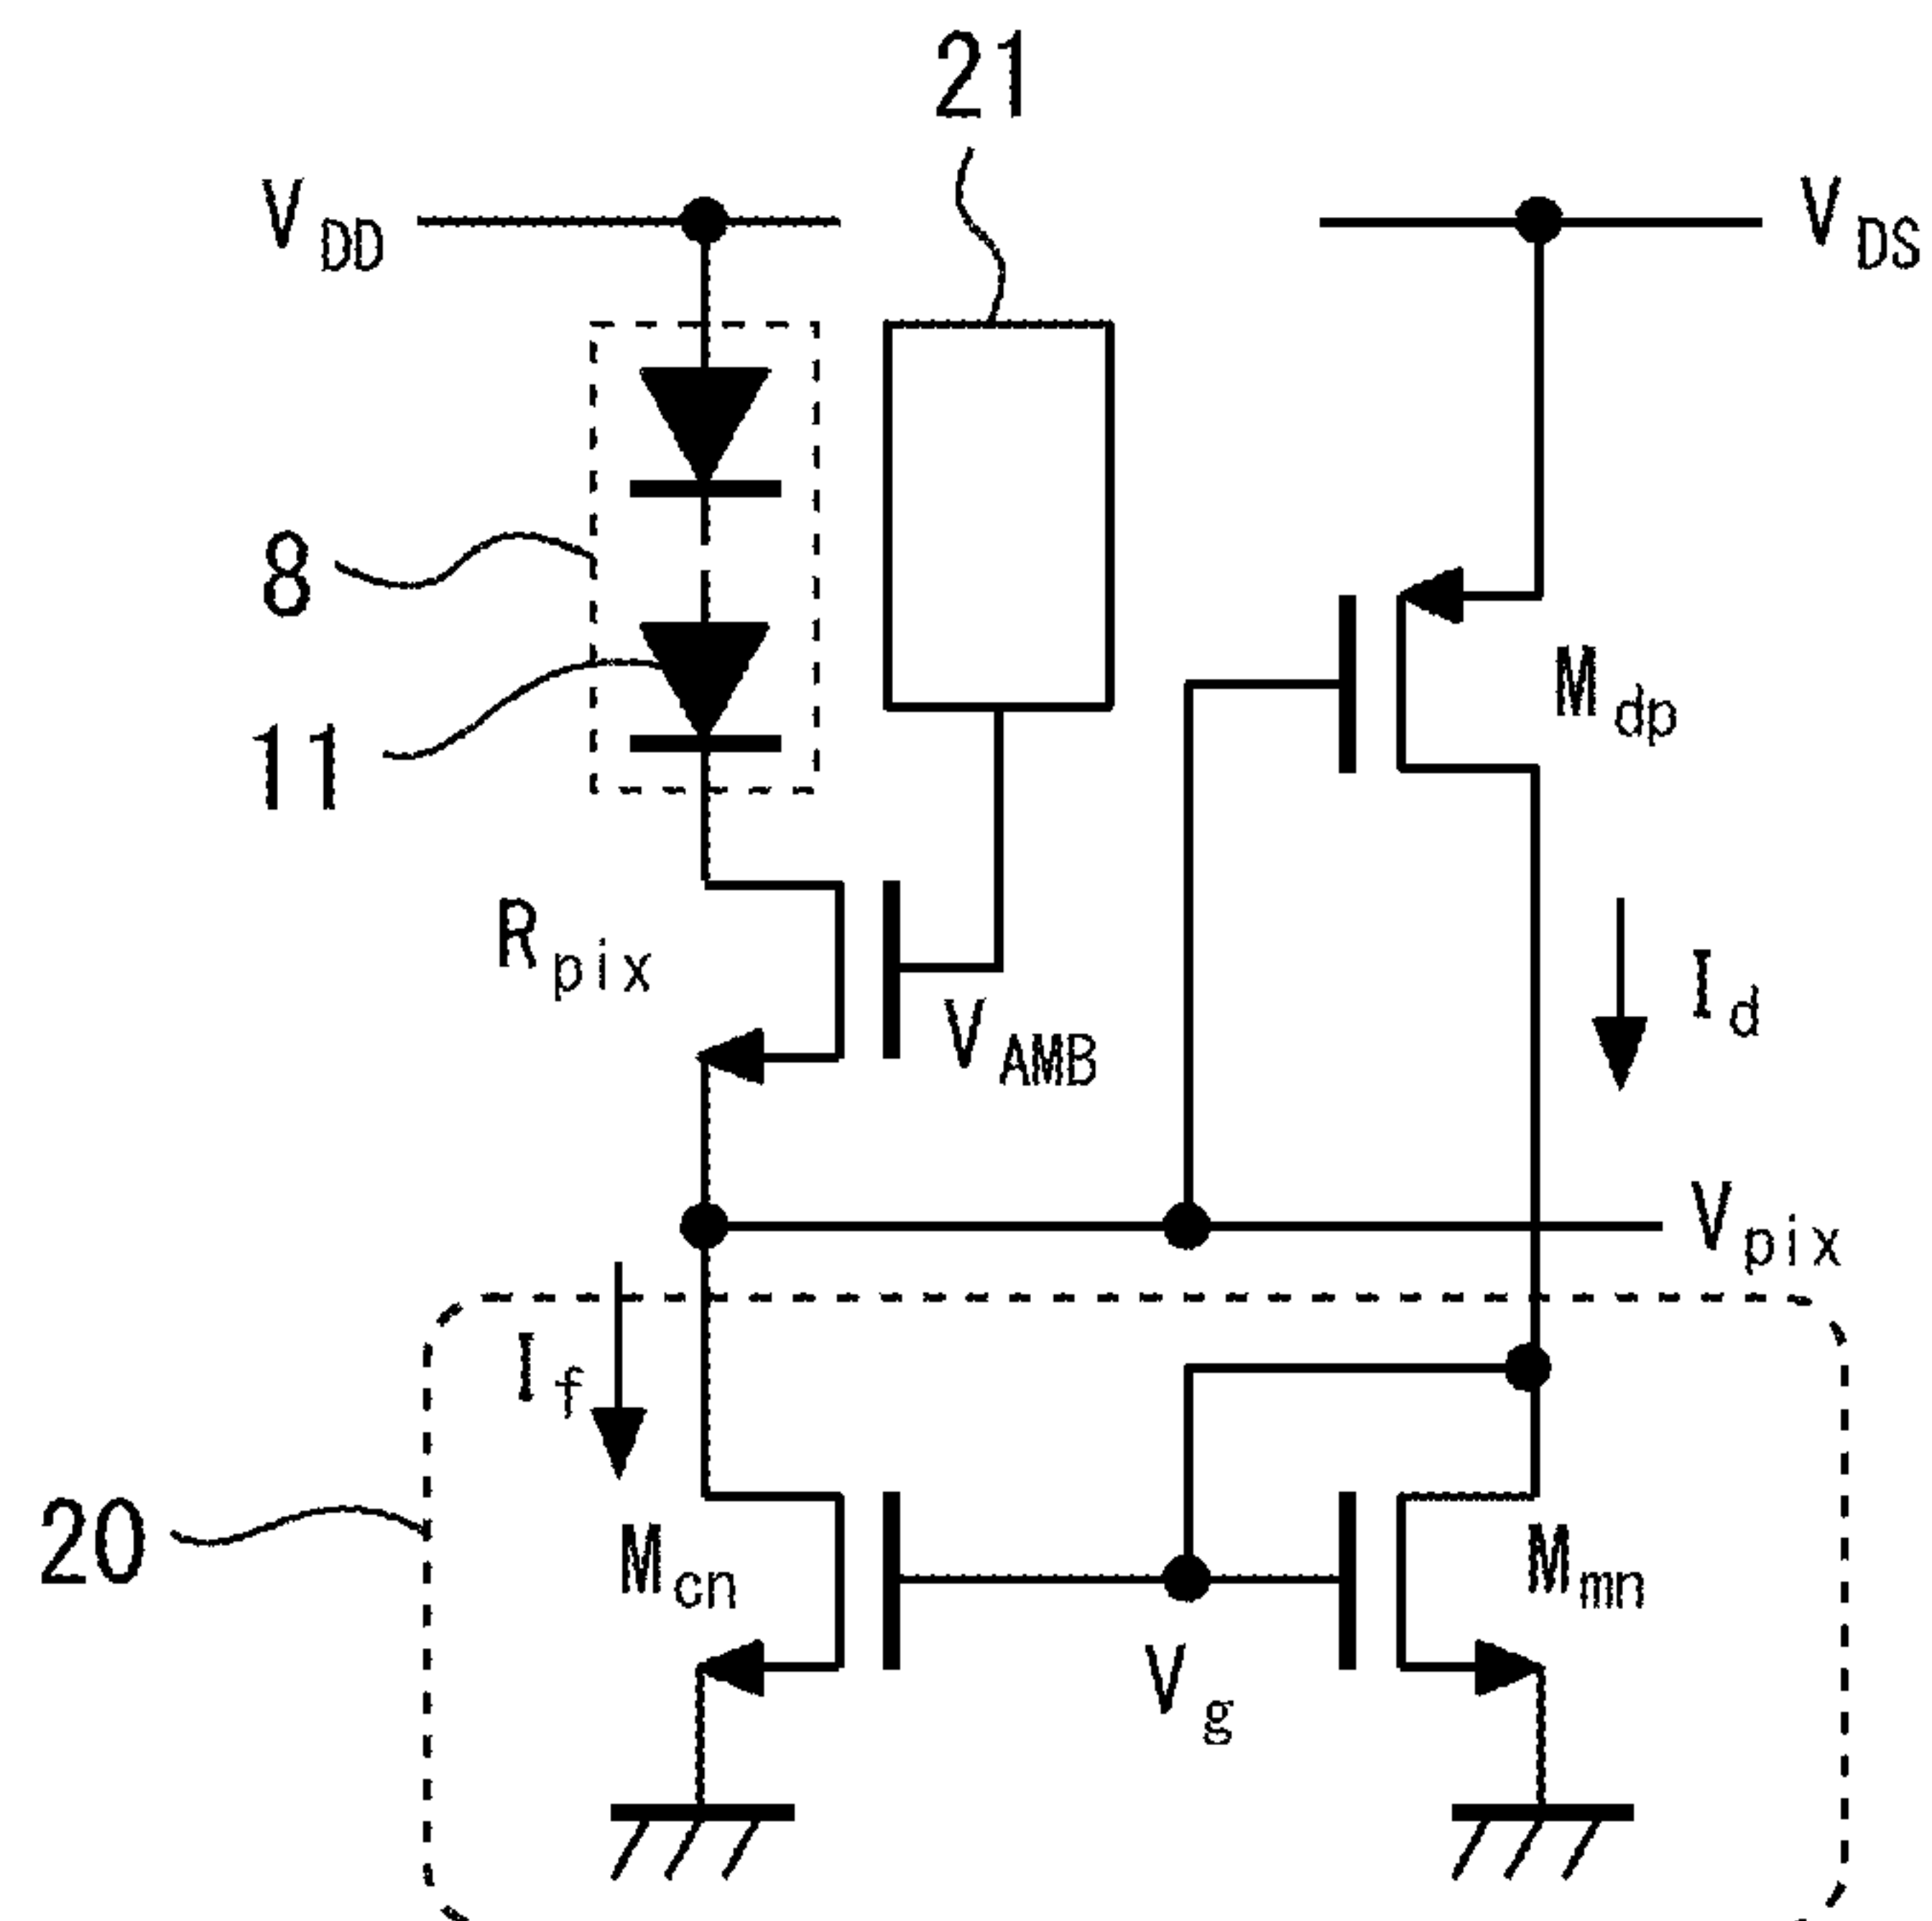 21
V_DD
V_DS
8
11
M_dp
R_pix
V_AMB
I_d
V_pix
I_f
20
M_cn
M_mn
V_g